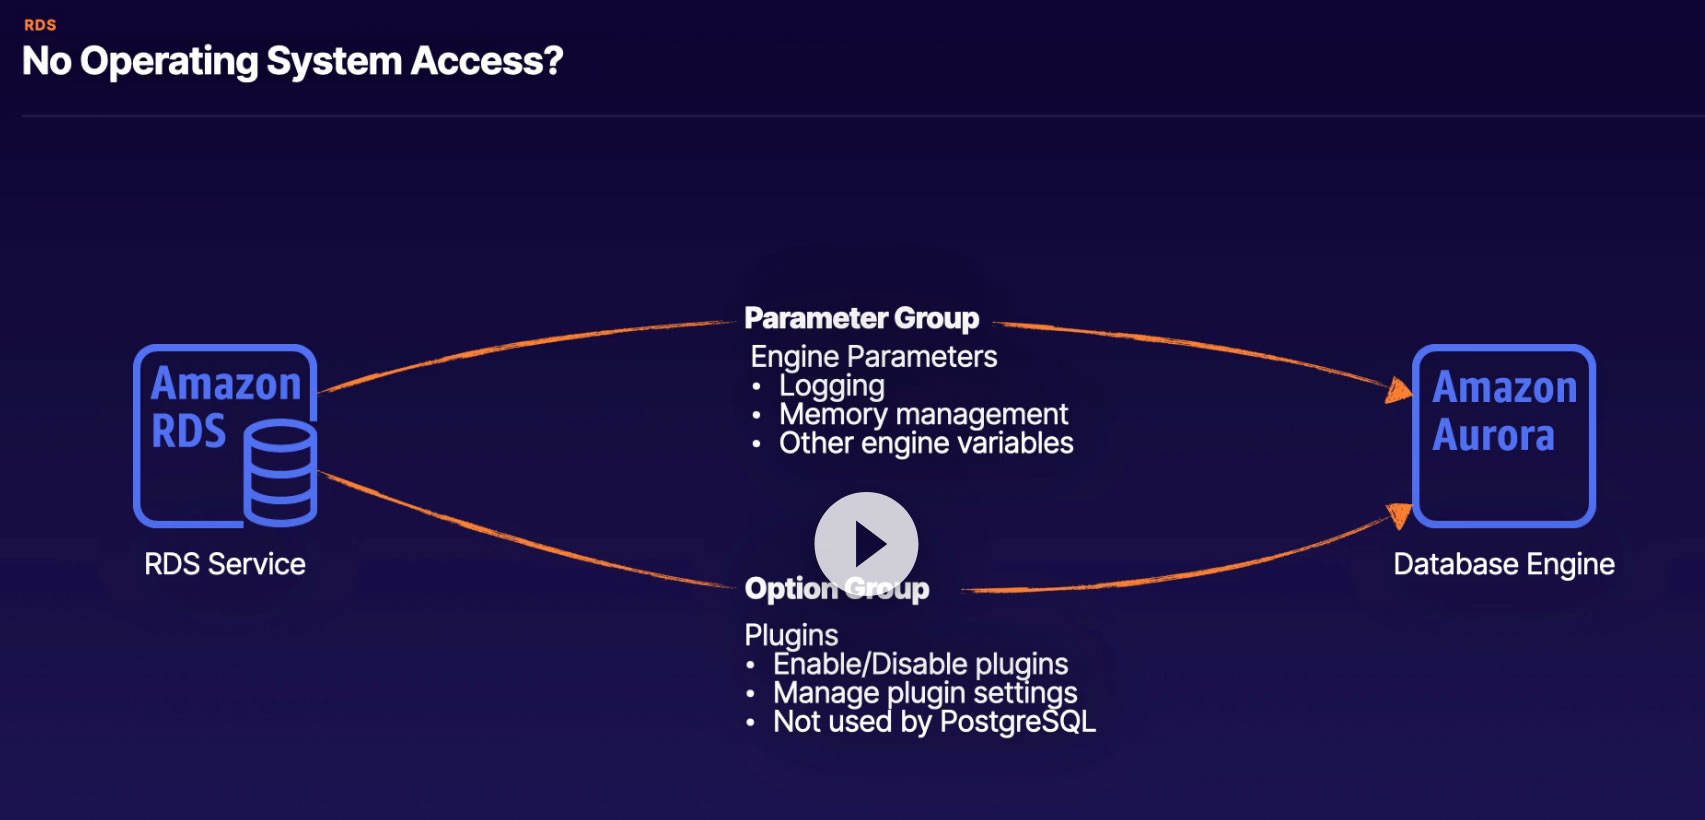 RDS
No Operating System Access?
Parameter Group
Engine Parameters
• Logging
• Memory management
• Other engine variables
Amazon
RDS
RDS Service
Amazon
Aurora
Database Engine
Option Group
Plugins
• Enable/Disable plugins
• Manage plugin settings
• Not used by PostgreSQL